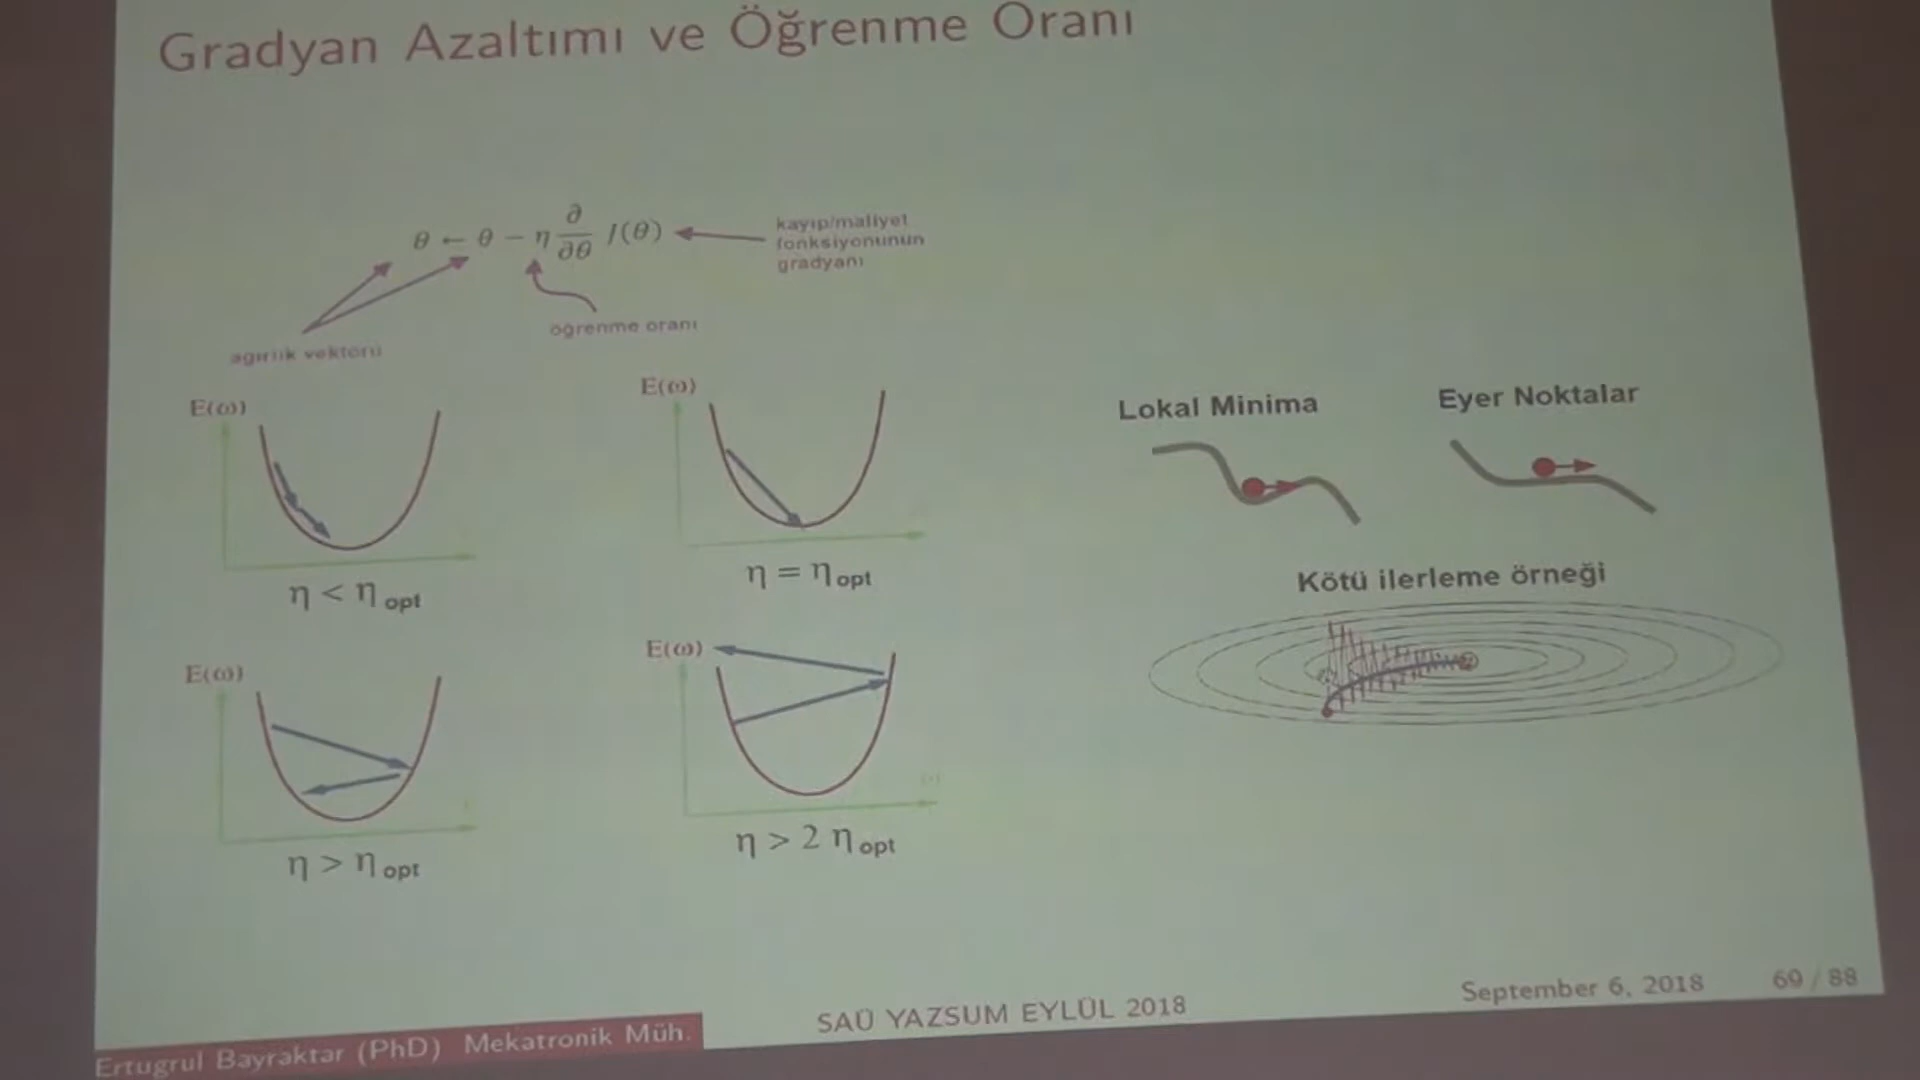 Gradyan Azaltımı ve Öğrenme Oranı
θ ← θ − η ∂/∂θ J(θ)
kayıp/maliyet
fonksiyonunun
gradyanı
öğrenme oranı
ağırlık vektörü
E(ω)
η < η opt
E(ω)
η = η opt
E(ω)
η > η opt
E(ω)
ω
η > 2 η opt
Lokal Minima
Eyer Noktalar
Kötü ilerleme örneği
Ertugrul Bayraktar (PhD) Mekatronik Müh.
SAÜ YAZSUM EYLÜL 2018
September 6, 2018
69 / 88